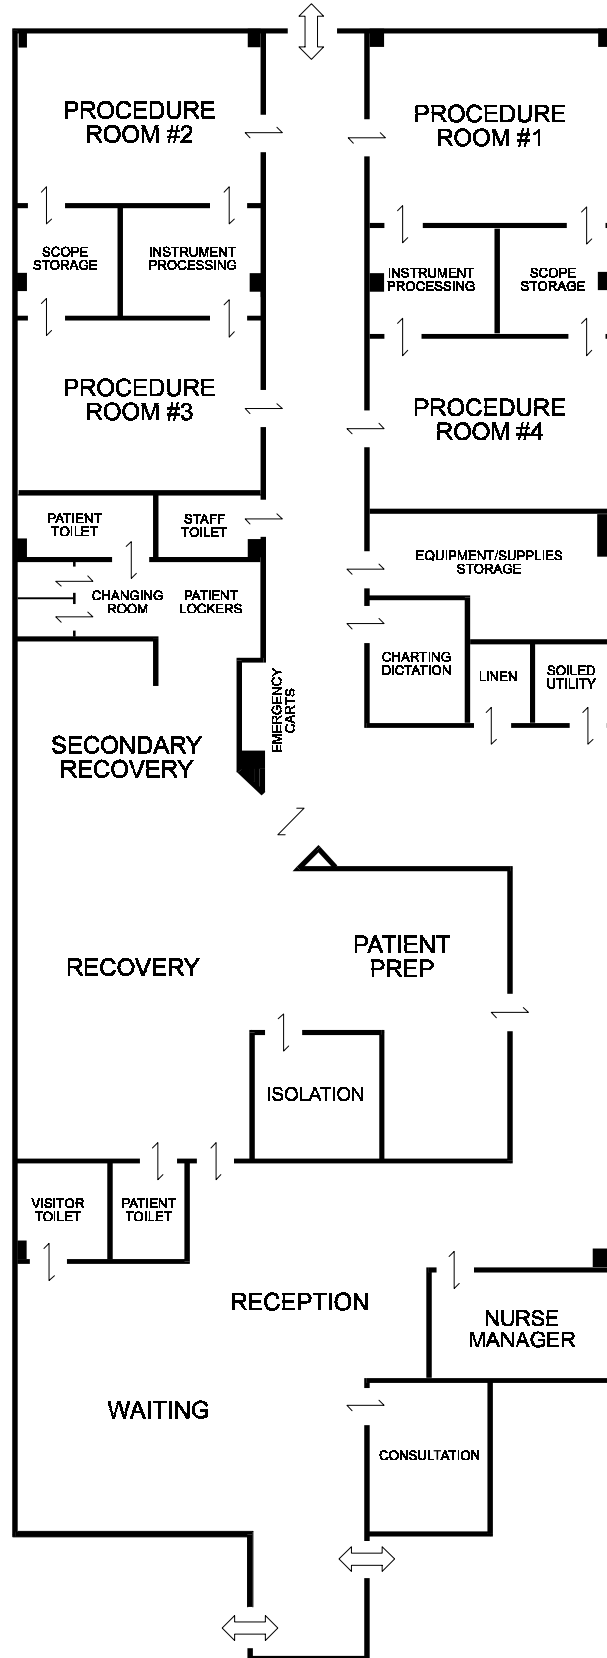 PROCEDURE
ROOM #2
PROCEDURE
ROOM #1
SCOPE
STORAGE
INSTRUMENT
PROCESSING
INSTRUMENT
PROCESSING
SCOPE
STORAGE
PROCEDURE
ROOM #3
PROCEDURE
ROOM #4
PATIENT
TOILET
STAFF
TOILET
EQUIPMENT/SUPPLIES
STORAGE
CHANGING
ROOM
PATIENT
LOCKERS
CHARTING
DICTATION
LINEN
SOILED
UTILITY
EMERGENCY
CARTS
SECONDARY
RECOVERY
RECOVERY
PATIENT
PREP
ISOLATION
VISITOR
TOILET
PATIENT
TOILET
RECEPTION
NURSE
MANAGER
WAITING
CONSULTATION